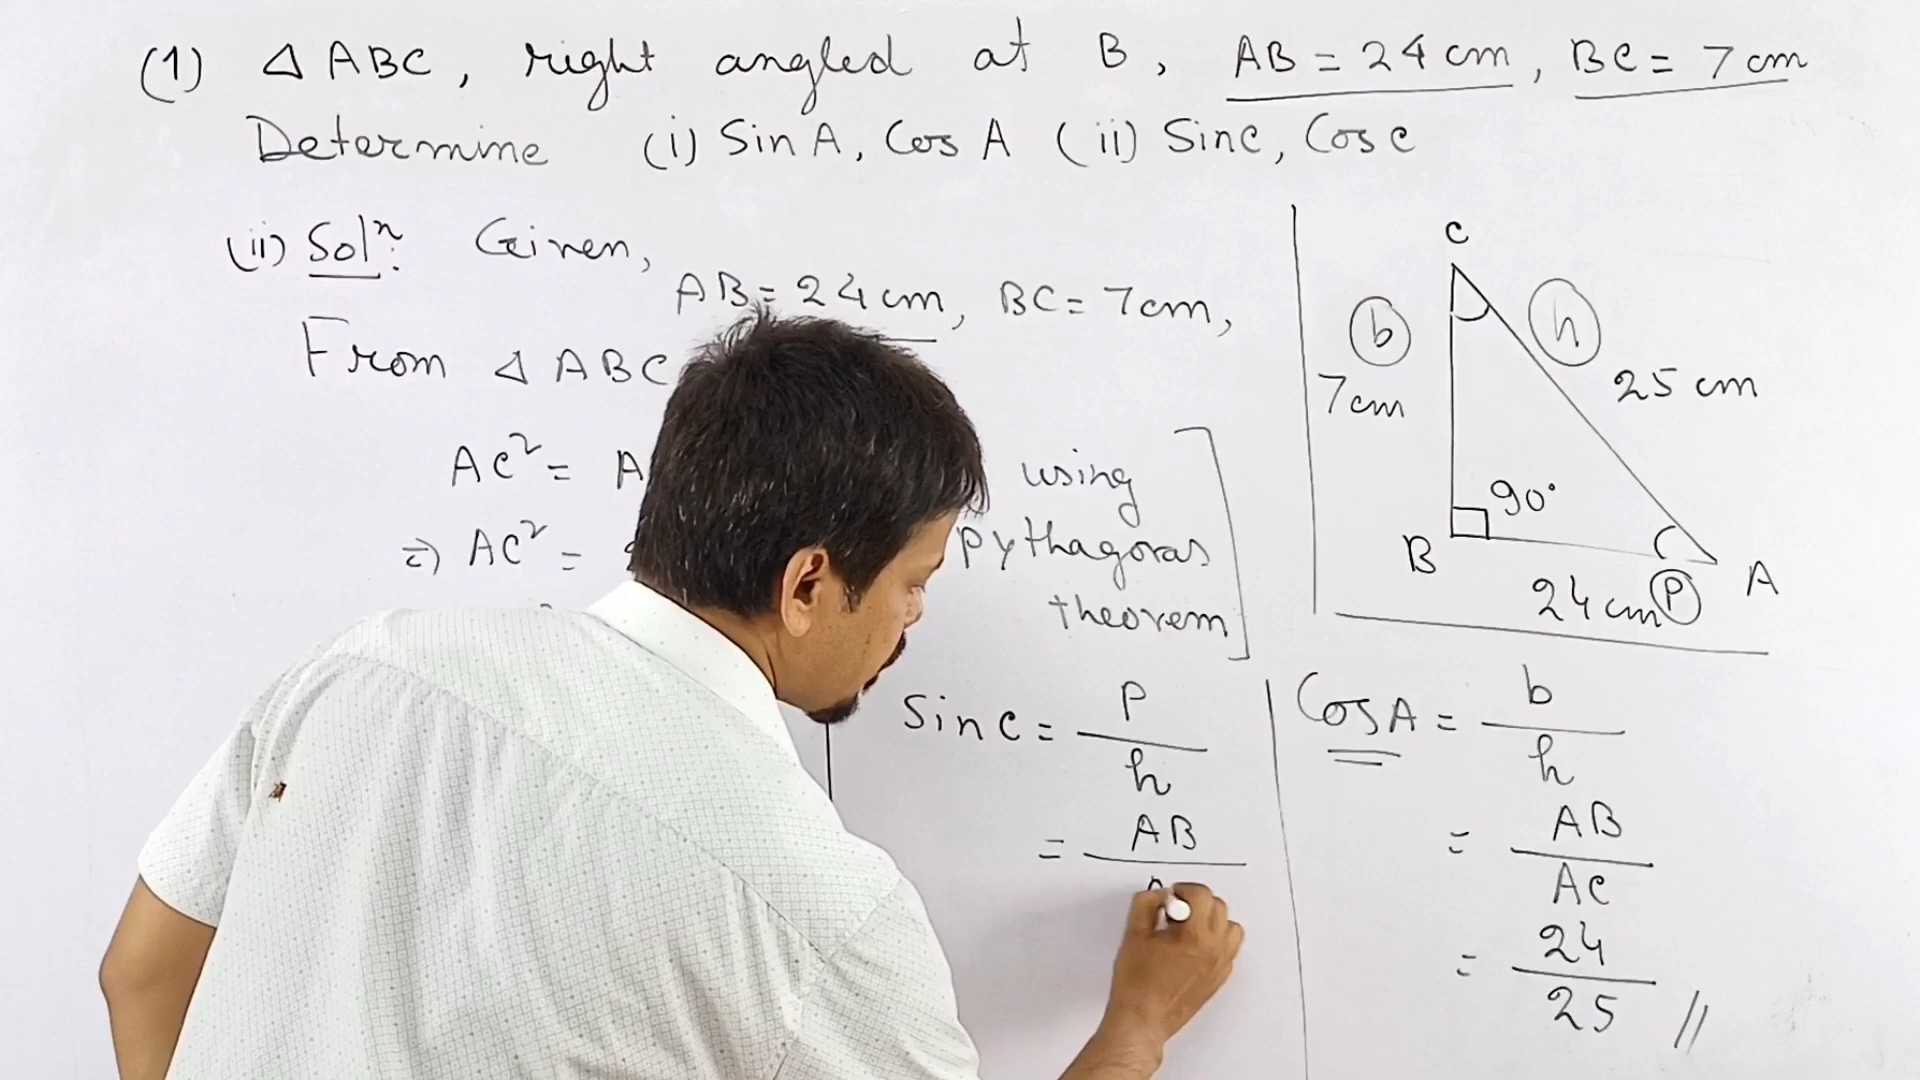 (1) △ ABC, right angled at B, AB = 24 cm, BC = 7 cm
Determine (i) Sin A, Cos A (ii) Sin C, Cos C
(ii) Solⁿ: Given,
AB = 24 cm, BC = 7cm,
From △ ABC
AC² = A
using
⇒ AC² =
pythagoras
theorem]
C
b
h
7cm
25 cm
90°
B
A
24 cm P
Sin C = P
h
= AB
Cos A = b
h
= AB
AC
= 24
25 //